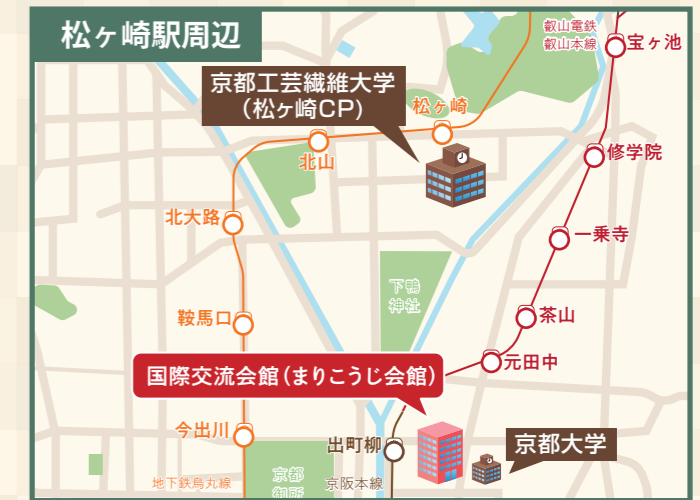 松ヶ崎駅周辺
叡山電鉄
叡山本線
宝ヶ池
京都工芸繊維大学
（松ヶ崎CP）
松ヶ崎
北山
修学院
北大路
一乗寺
下鴨
神社
鞍馬口
茶山
元田中
国際交流会館（まりこうじ会館）
今出川
出町柳
京都大学
地下鉄烏丸線
京都
御所
京阪本線